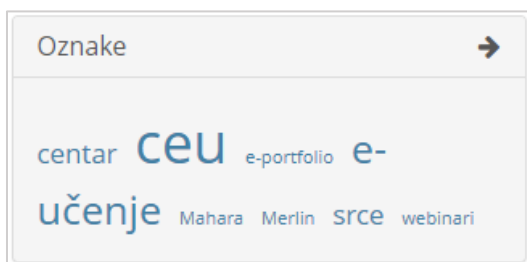 Oznake
centar ceu e-portfolio e-
učenje Mahara Merlin srce webinari